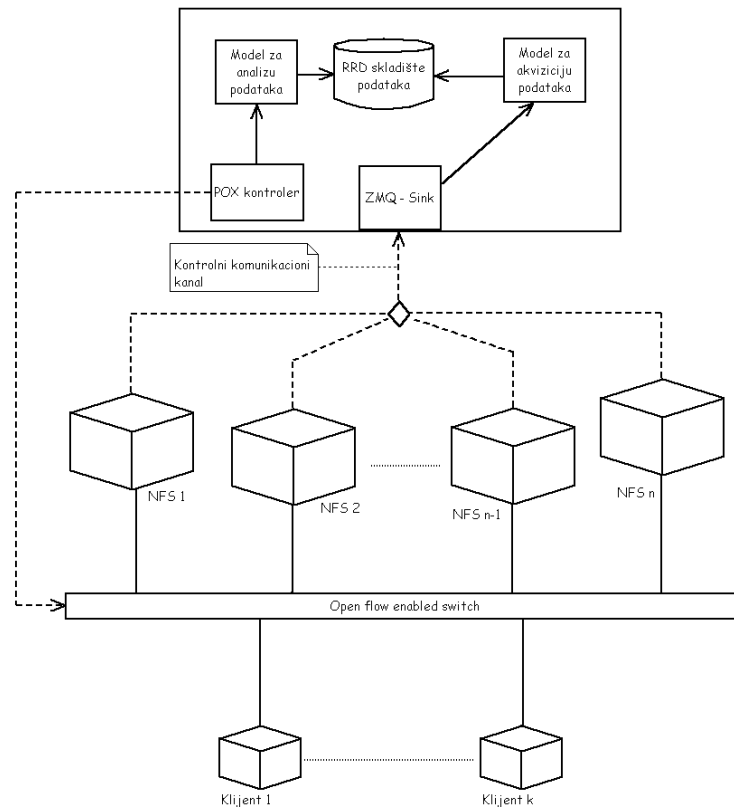 Model za
analizu
podataka
RRD skladište
podataka
Model za
akviziciju
podataka
POX kontroler
ZMQ - Sink
Kontrolni komunikacioni
kanal
NFS 1
NFS 2
NFS n-1
NFS n
Open flow enabled switch
Klijent 1
Klijent k